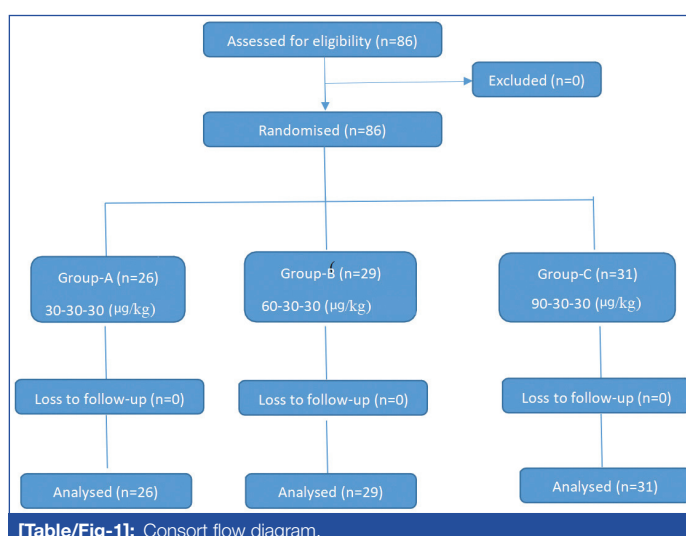 Assessed for eligibility (n=86)
Excluded (n=0)
Randomised (n=86)
Group-A (n=26)
30-30-30 (μg/kg)
Group-B (n=29)
60-30-30 (μg/kg)
Group-C (n=31)
90-30-30 (μg/kg)
Loss to follow-up (n=0)
Loss to follow-up (n=0)
Loss to follow-up (n=0)
Analysed (n=26)
Analysed (n=29)
Analysed (n=31)
[Table/Fig-1]: Consort flow diagram.